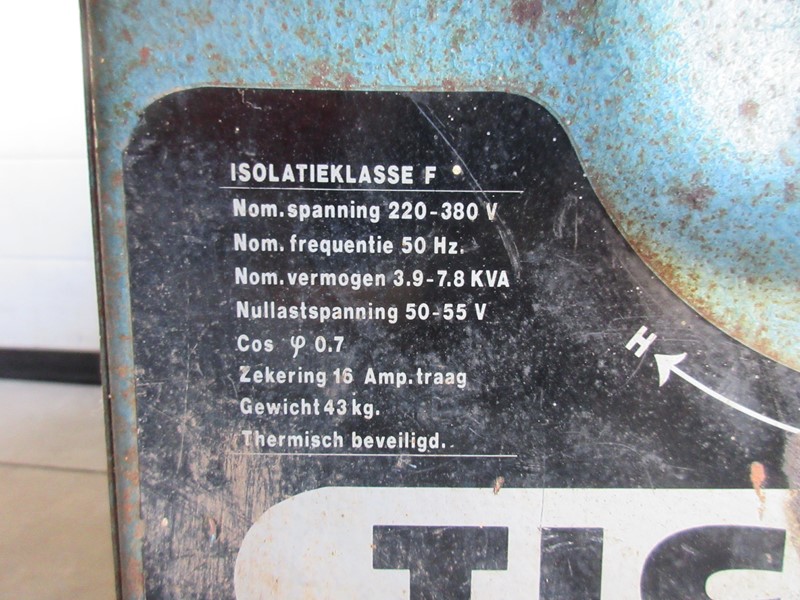 ISOLATIEKLASSE F
Nom. spanning 220-380 V
Nom. frequentie 50 Hz.
Nom. vermogen 3.9-7.8 KVA
Nullastspanning 50-55 V
Cos φ 0.7
Zekering 16 Amp. traag
Gewicht 43 kg.
Thermisch beveiligd.
H
TIS